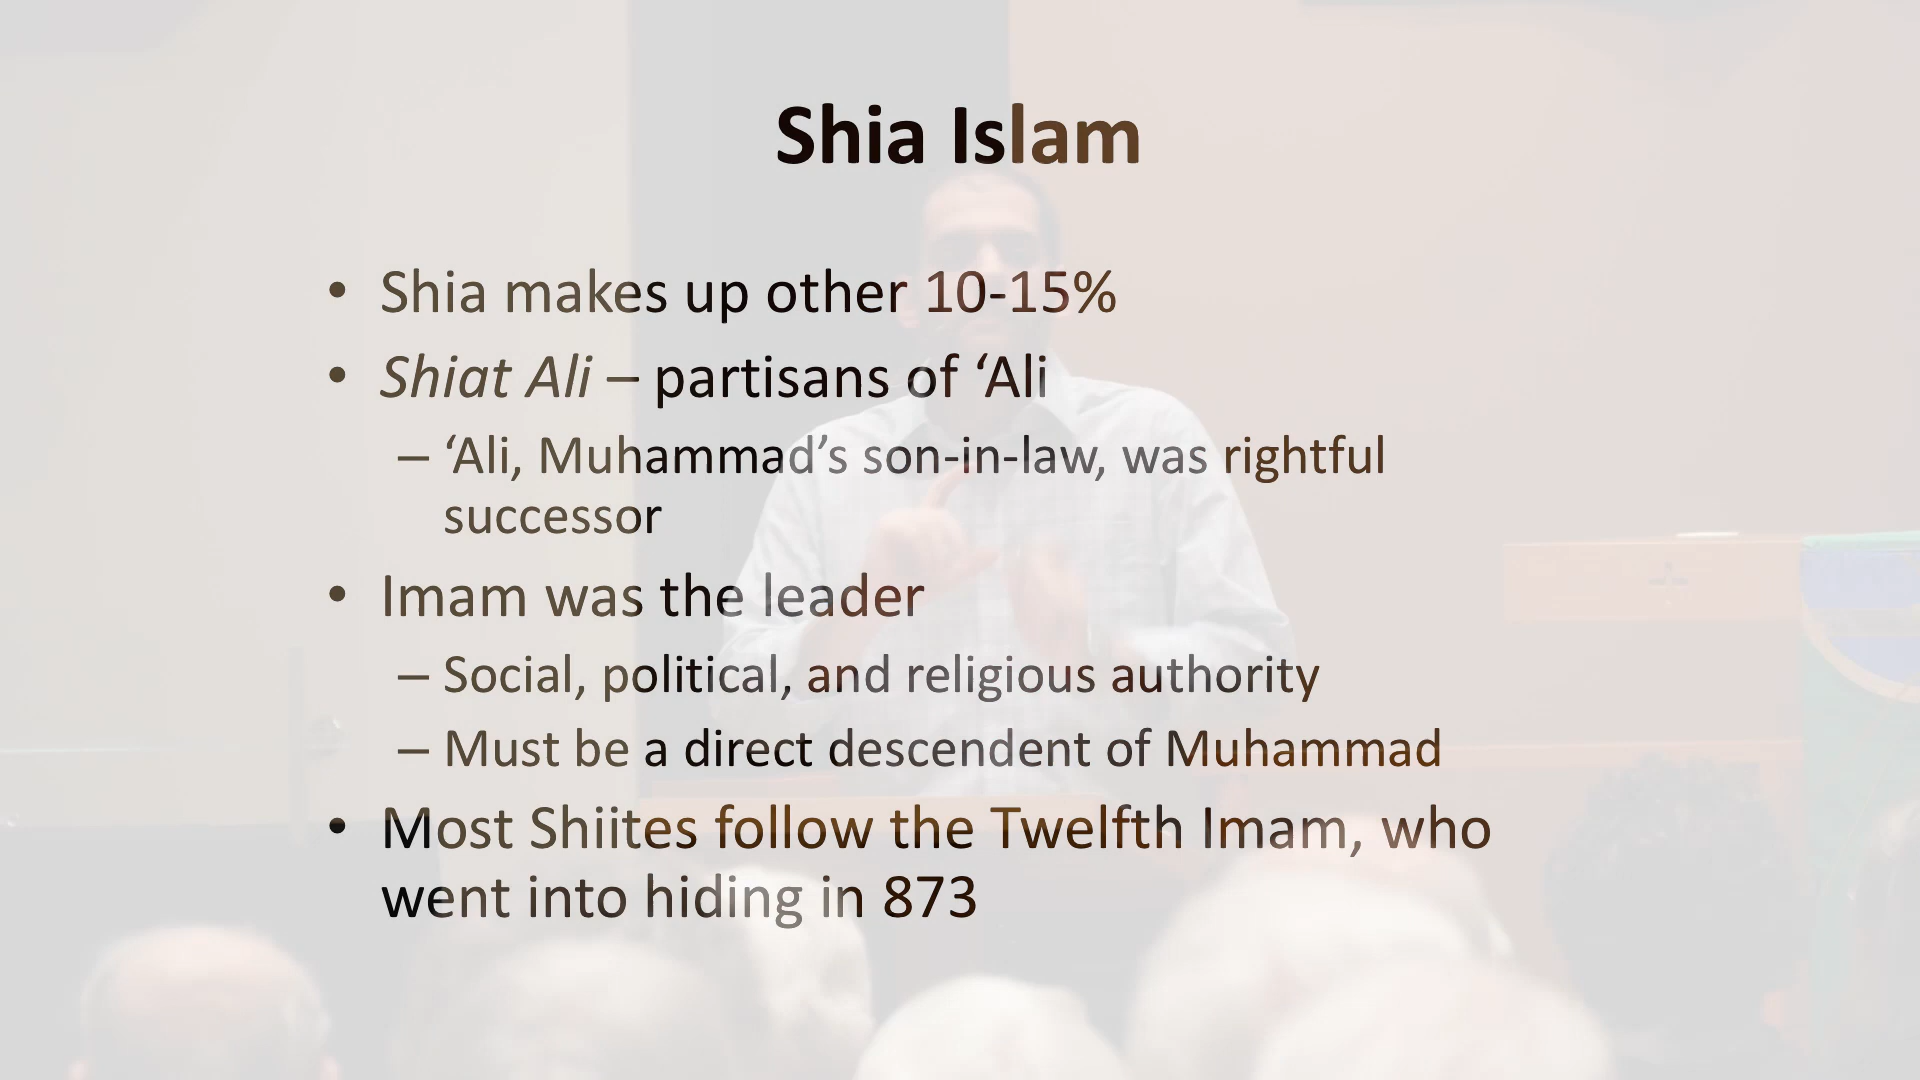 Shia Islam
• Shia makes up other 10-15%
• Shiat Ali – partisans of ‘Ali
– ‘Ali, Muhammad’s son-in-law, was rightful
successor
• Imam was the leader
– Social, political, and religious authority
– Must be a direct descendent of Muhammad
• Most Shiites follow the Twelfth Imam, who
went into hiding in 873